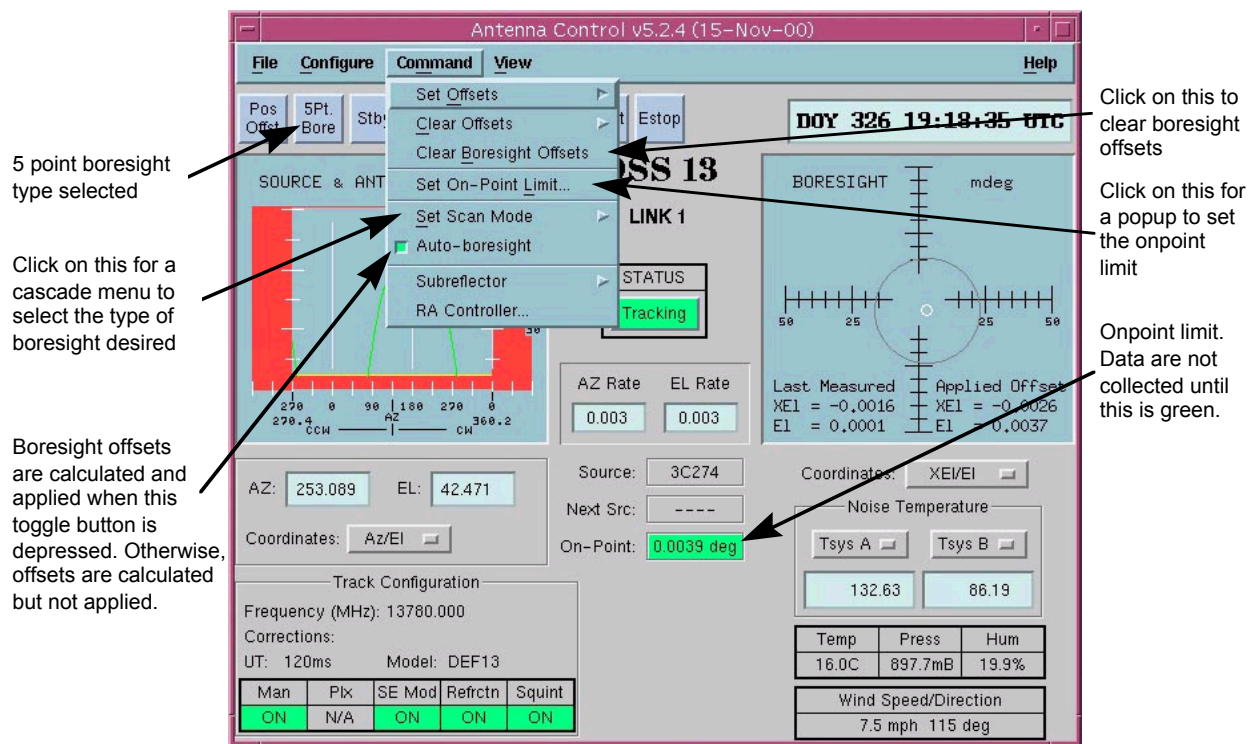 Antenna Control v5.2.4 (15-Nov-00)
File Configure Command View Help
Pos Offst
5Pt. Bore
Estop
DOY 326 19:18:35 UTC
Set Offsets
Clear Offsets
Clear Boresight Offsets
Set On-Point Limit...
Set Scan Mode
Auto-boresight
Subreflector
RA Controller...
5 point boresight
type selected
Click on this for a
cascade menu to
select the type of
boresight desired
Boresight offsets
are calculated and
applied when this
toggle button is
depressed. Otherwise,
offsets are calculated
but not applied.
Click on this to
clear boresight
offsets
Click on this for
a popup to set
the onpoint
limit
Onpoint limit.
Data are not
collected until
this is green.
SOURCE & ANT
DSS 13
LINK 1
STATUS
Tracking
270 0 90 180 270 0
270.4 AZ 360.2
CCW CW
AZ Rate EL Rate
0.003 0.003
BORESIGHT mdeg
50 25 25 50
Last Measured Applied Offset
XEl = -0.0016 XEl = -0.0026
El = 0.0001 El = 0.0037
AZ: 253.089 EL: 42.471
Coordinates: Az/El
Source: 3C274
Next Src: ----
On-Point: 0.0039 deg
Coordinates: XEl/El
Noise Temperature
Tsys A Tsys B
132.63 86.19
Track Configuration
Frequency (MHz): 13780.000
Corrections:
UT: 120ms Model: DEF13
Man Plx SE Mod Refrctn Squint
ON N/A ON ON ON
Temp Press Hum
16.0C 897.7mB 19.9%
Wind Speed/Direction
7.5 mph 115 deg